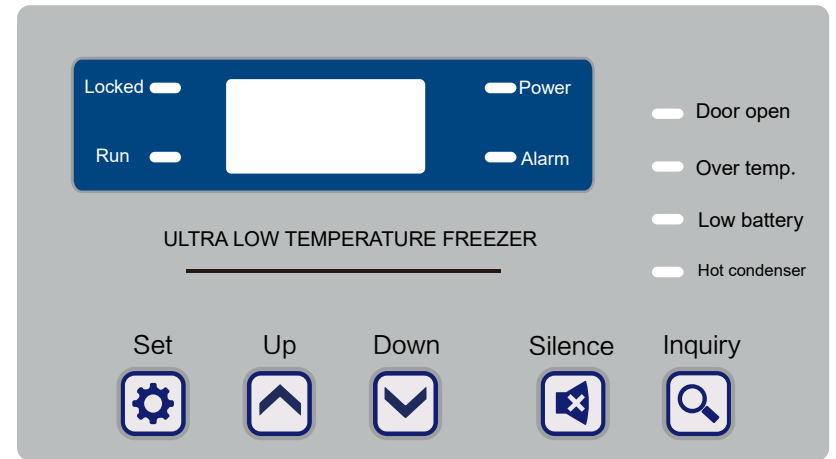 Locked
Power
Door open
Run
Alarm
Over temp.
Low battery
ULTRA LOW TEMPERATURE FREEZER
Hot condenser
Set
Up
Down
Silence
Inquiry